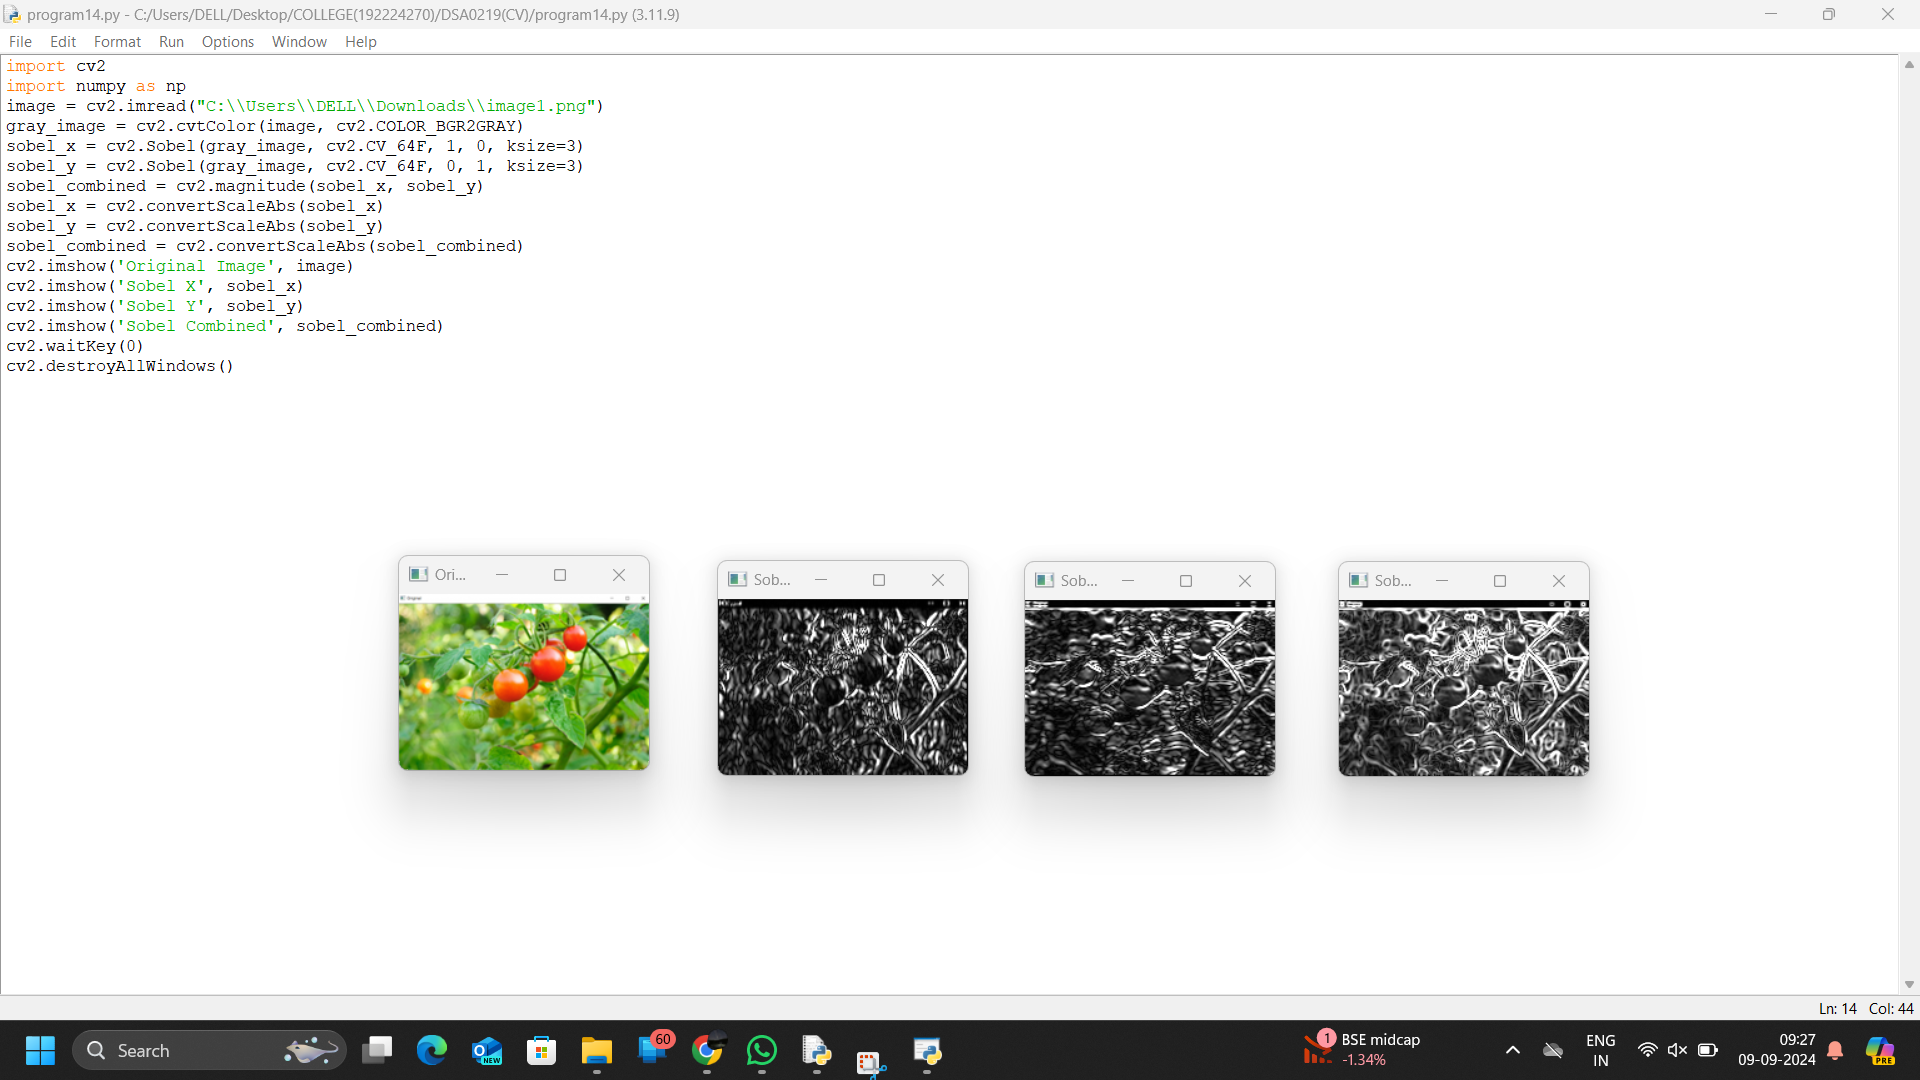 program14.py - C:/Users/DELL/Desktop/COLLEGE(192224270)/DSA0219(CV)/program14.py (3.11.9)
File Edit Format Run Options Window Help
import cv2
import numpy as np
image = cv2.imread("C:\\Users\\DELL\\Downloads\\image1.png")
gray_image = cv2.cvtColor(image, cv2.COLOR_BGR2GRAY)
sobel_x = cv2.Sobel(gray_image, cv2.CV_64F, 1, 0, ksize=3)
sobel_y = cv2.Sobel(gray_image, cv2.CV_64F, 0, 1, ksize=3)
sobel_combined = cv2.magnitude(sobel_x, sobel_y)
sobel_x = cv2.convertScaleAbs(sobel_x)
sobel_y = cv2.convertScaleAbs(sobel_y)
sobel_combined = cv2.convertScaleAbs(sobel_combined)
cv2.imshow('Original Image', image)
cv2.imshow('Sobel X', sobel_x)
cv2.imshow('Sobel Y', sobel_y)
cv2.imshow('Sobel Combined', sobel_combined)
cv2.waitKey(0)
cv2.destroyAllWindows()
Ori...
Sob...
Sob...
Sob...
Original
Ln: 14 Col: 44
Search
NEW
60
1
BSE midcap
-1.34%
ENG
IN
09:27
09-09-2024
PRE